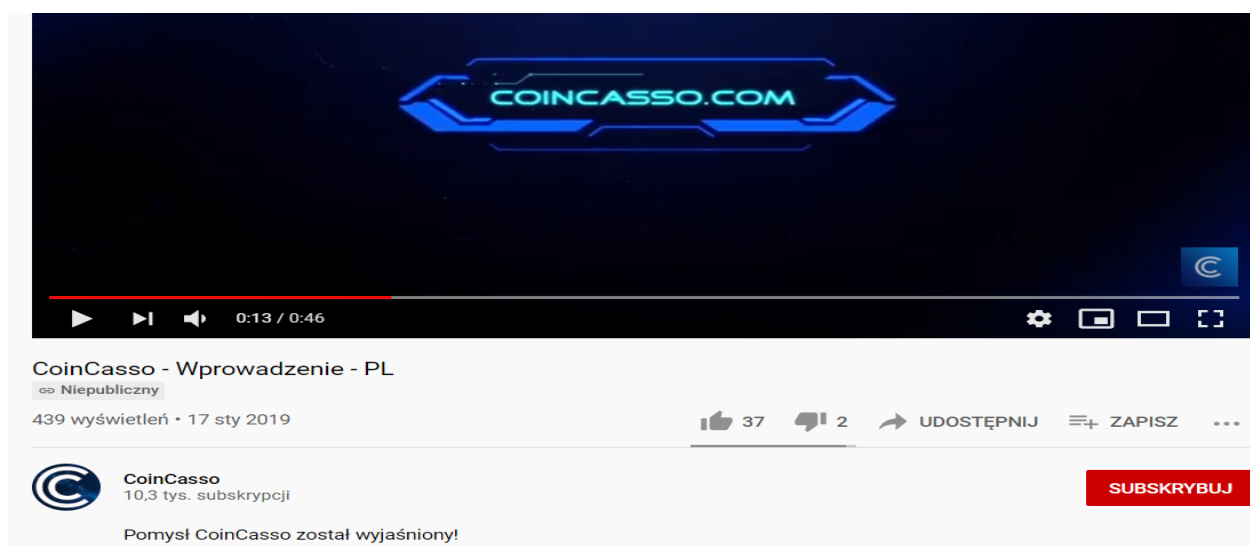 COINCASSO.COM
0:13 / 0:46
CoinCasso - Wprowadzenie - PL
Niepubliczny
439 wyświetleń • 17 sty 2019
37 2 UDOSTĘPNIJ ZAPISZ
CoinCasso
10,3 tys. subskrypcji
SUBSKRYBUJ
Pomysł CoinCasso został wyjaśniony!